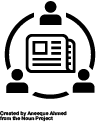 Created by Aneeque Ahmed
from the Noun Project